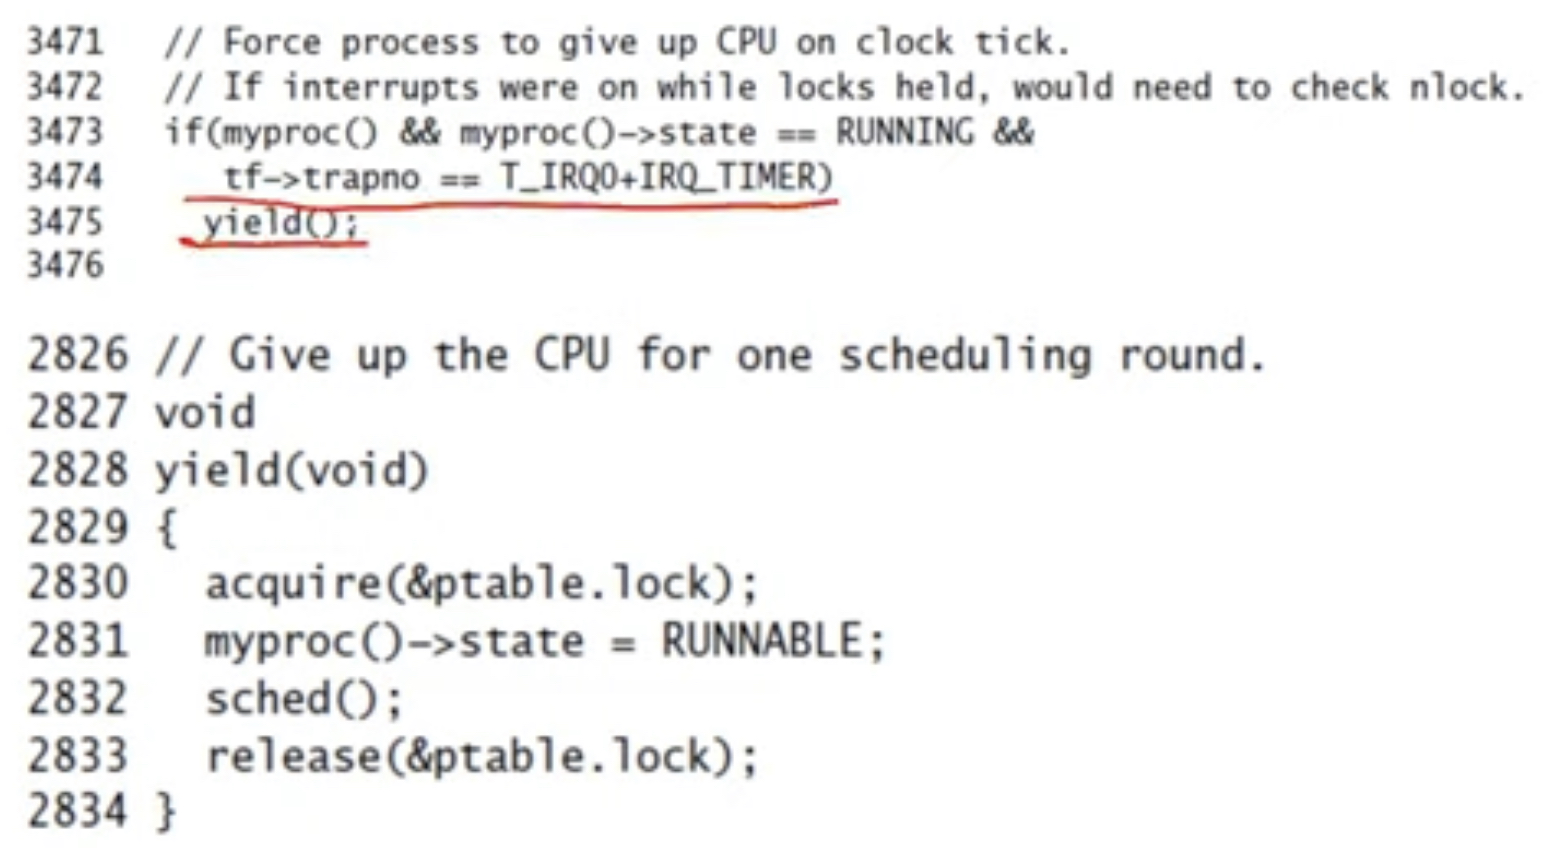 3471 // Force process to give up CPU on clock tick.
3472 // If interrupts were on while locks held, would need to check nlock.
3473 if(myproc() && myproc()->state == RUNNING &&
3474 tf->trapno == T_IRQ0+IRQ_TIMER)
3475 yield();
3476
2826 // Give up the CPU for one scheduling round.
2827 void
2828 yield(void)
2829 {
2830 acquire(&ptable.lock);
2831 myproc()->state = RUNNABLE;
2832 sched();
2833 release(&ptable.lock);
2834 }